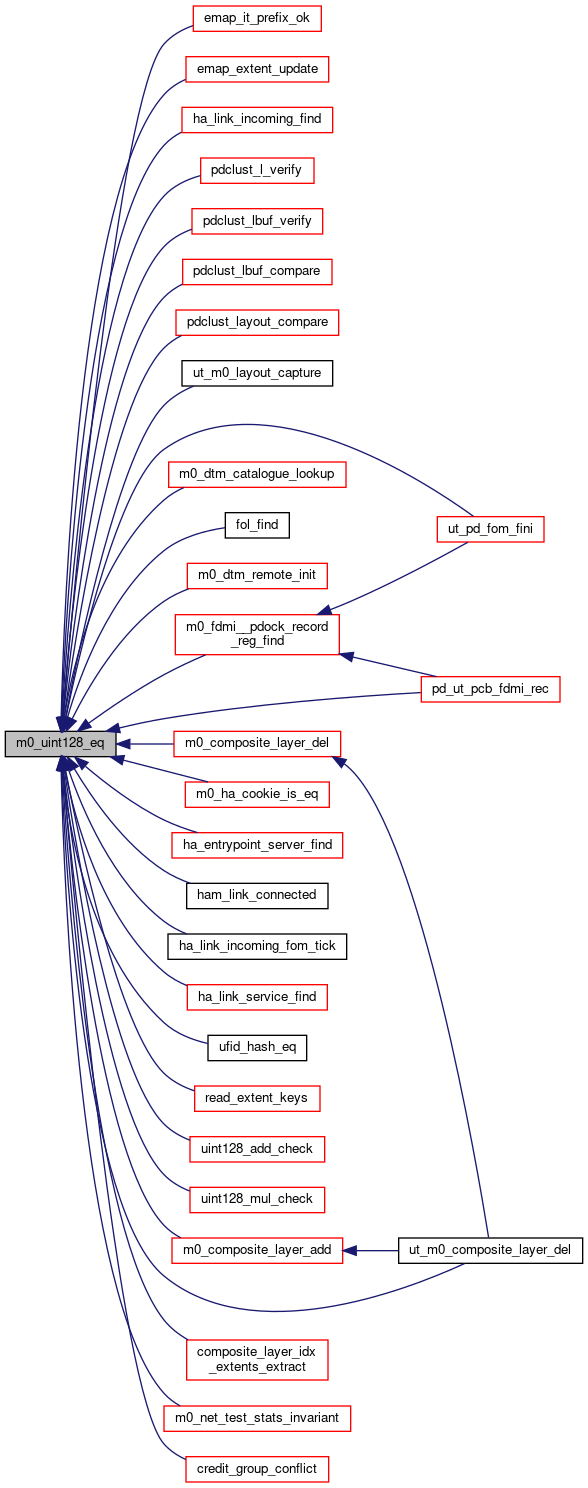 emap_it_prefix_ok
emap_extent_update
ha_link_incoming_find
pdclust_l_verify
pdclust_lbuf_verify
pdclust_lbuf_compare
pdclust_layout_compare
ut_m0_layout_capture
m0_dtm_catalogue_lookup
fol_find
ut_pd_fom_fini
m0_dtm_remote_init
m0_fdmi__pdock_record
_reg_find
pd_ut_pcb_fdmi_rec
m0_uint128_eq
m0_composite_layer_del
m0_ha_cookie_is_eq
ha_entrypoint_server_find
ham_link_connected
ha_link_incoming_fom_tick
ha_link_service_find
ufid_hash_eq
read_extent_keys
uint128_add_check
uint128_mul_check
m0_composite_layer_add
ut_m0_composite_layer_del
composite_layer_idx
_extents_extract
m0_net_test_stats_invariant
credit_group_conflict